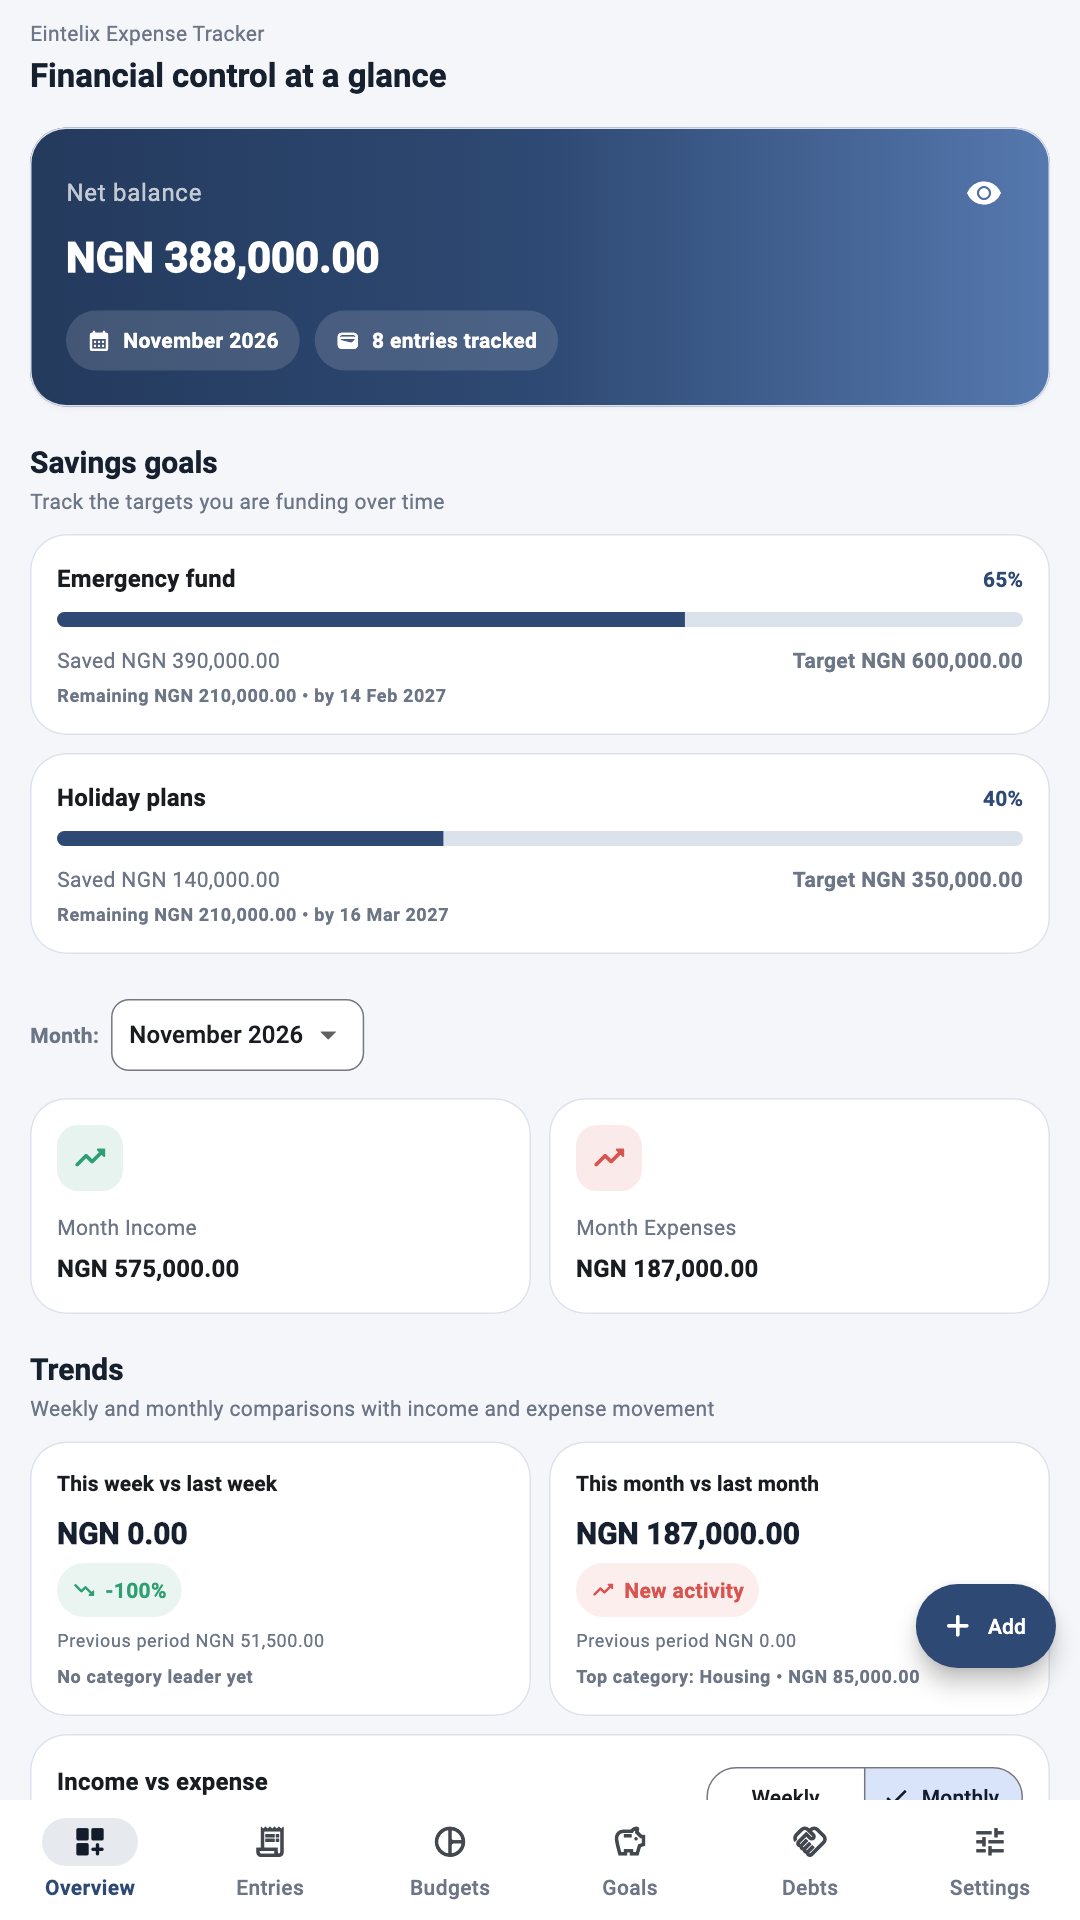 Eintelix Expense Tracker
Financial control at a glance
Net balance
NGN 388,000.00
November 2026
8 entries tracked
Savings goals
Track the targets you are funding over time
Emergency fund
65%
Saved NGN 390,000.00
Target NGN 600,000.00
Remaining NGN 210,000.00 • by 14 Feb 2027
Holiday plans
40%
Saved NGN 140,000.00
Target NGN 350,000.00
Remaining NGN 210,000.00 • by 16 Mar 2027
Month:
November 2026
Month Income
NGN 575,000.00
Month Expenses
NGN 187,000.00
Trends
Weekly and monthly comparisons with income and expense movement
This week vs last week
NGN 0.00
-100%
Previous period NGN 51,500.00
No category leader yet
This month vs last month
NGN 187,000.00
New activity
Previous period NGN 0.00
Top category: Housing • NGN 85,000.00
Add
Income vs expense
Weekly
Monthly
Overview
Entries
Budgets
Goals
Debts
Settings